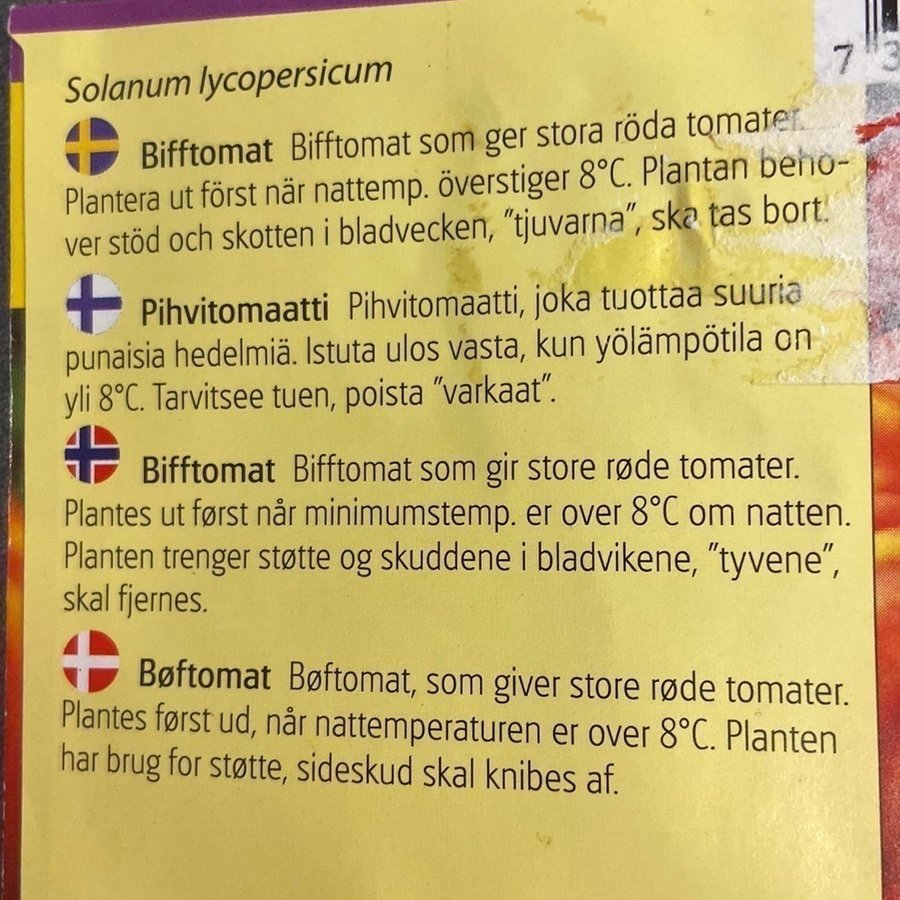 7 3
Solanum lycopersicum
Bifftomat Bifftomat som ger stora röda tomater.
Plantera ut först när nattemp. överstiger 8°C. Plantan behö-
ver stöd och skotten i bladvecken, ”tjuvarna”, ska tas bort.
Pihvitomaatti Pihvitomaatti, joka tuottaa suuria
punaisia hedelmiä. Istuta ulos vasta, kun yölämpötila on
yli 8°C. Tarvitsee tuen, poista ”varkaat”.
Bifftomat Bifftomat som gir store røde tomater.
Plantes ut først når minimumstemp. er over 8°C om natten.
Planten trenger støtte og skuddene i bladvikene, ”tyvene”,
skal fjernes.
Bøftomat Bøftomat, som giver store røde tomater.
Plantes først ud, når nattemperaturen er over 8°C. Planten
har brug for støtte, sideskud skal knibes af.